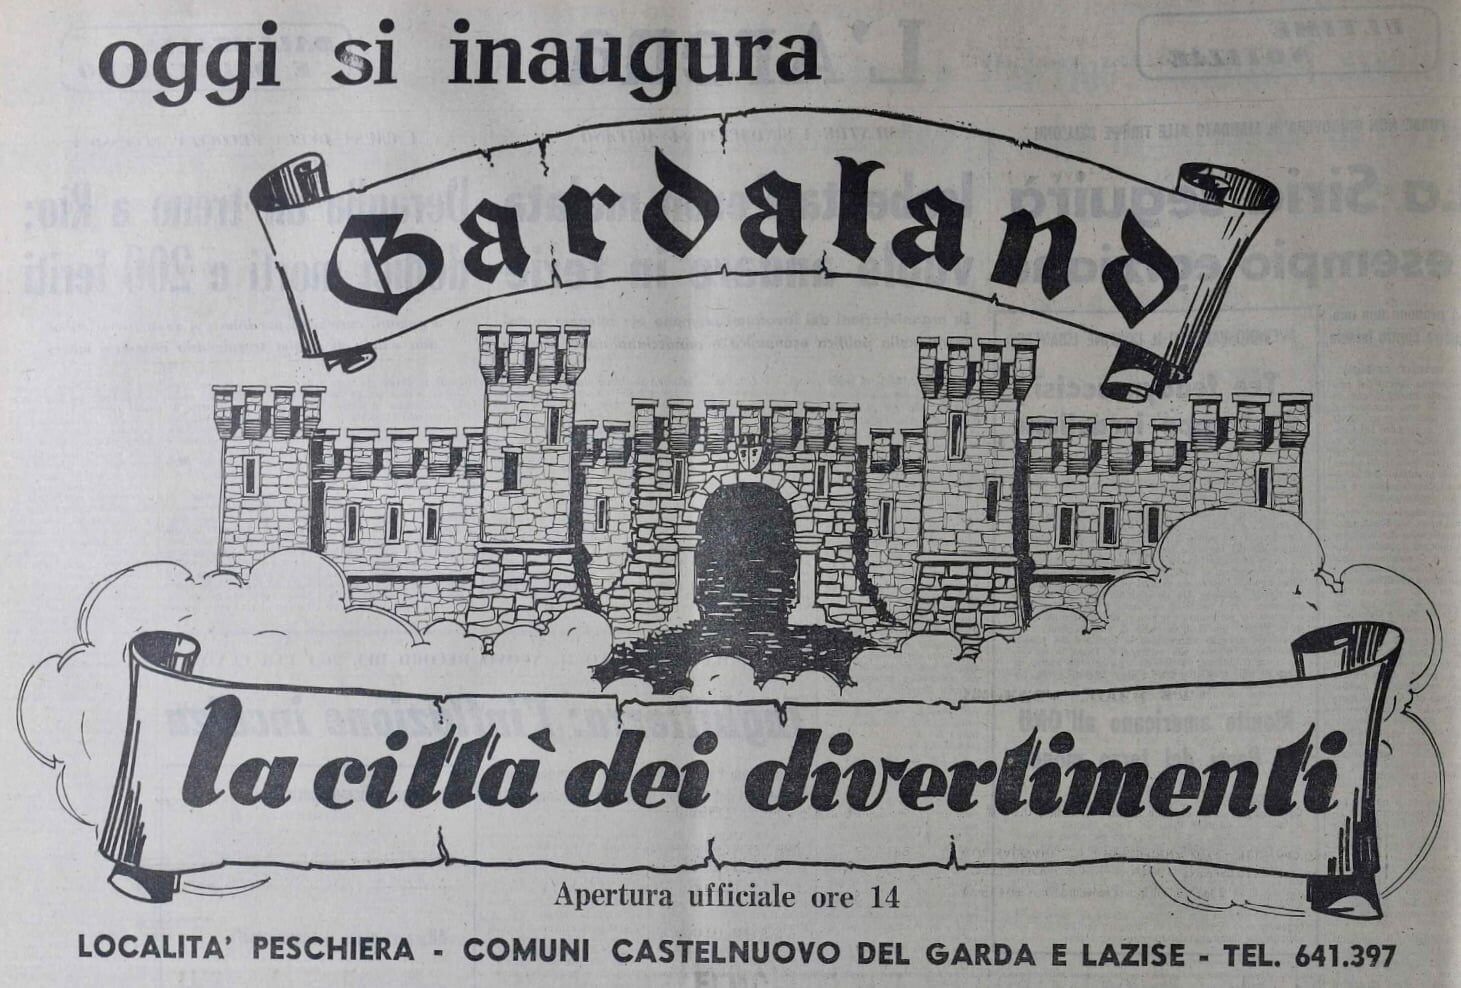 oggi si inaugura
Gardaland
la città dei divertimenti
Apertura ufficiale ore 14
LOCALITA' PESCHIERA - COMUNI CASTELNUOVO DEL GARDA E LAZISE - TEL. 641.397